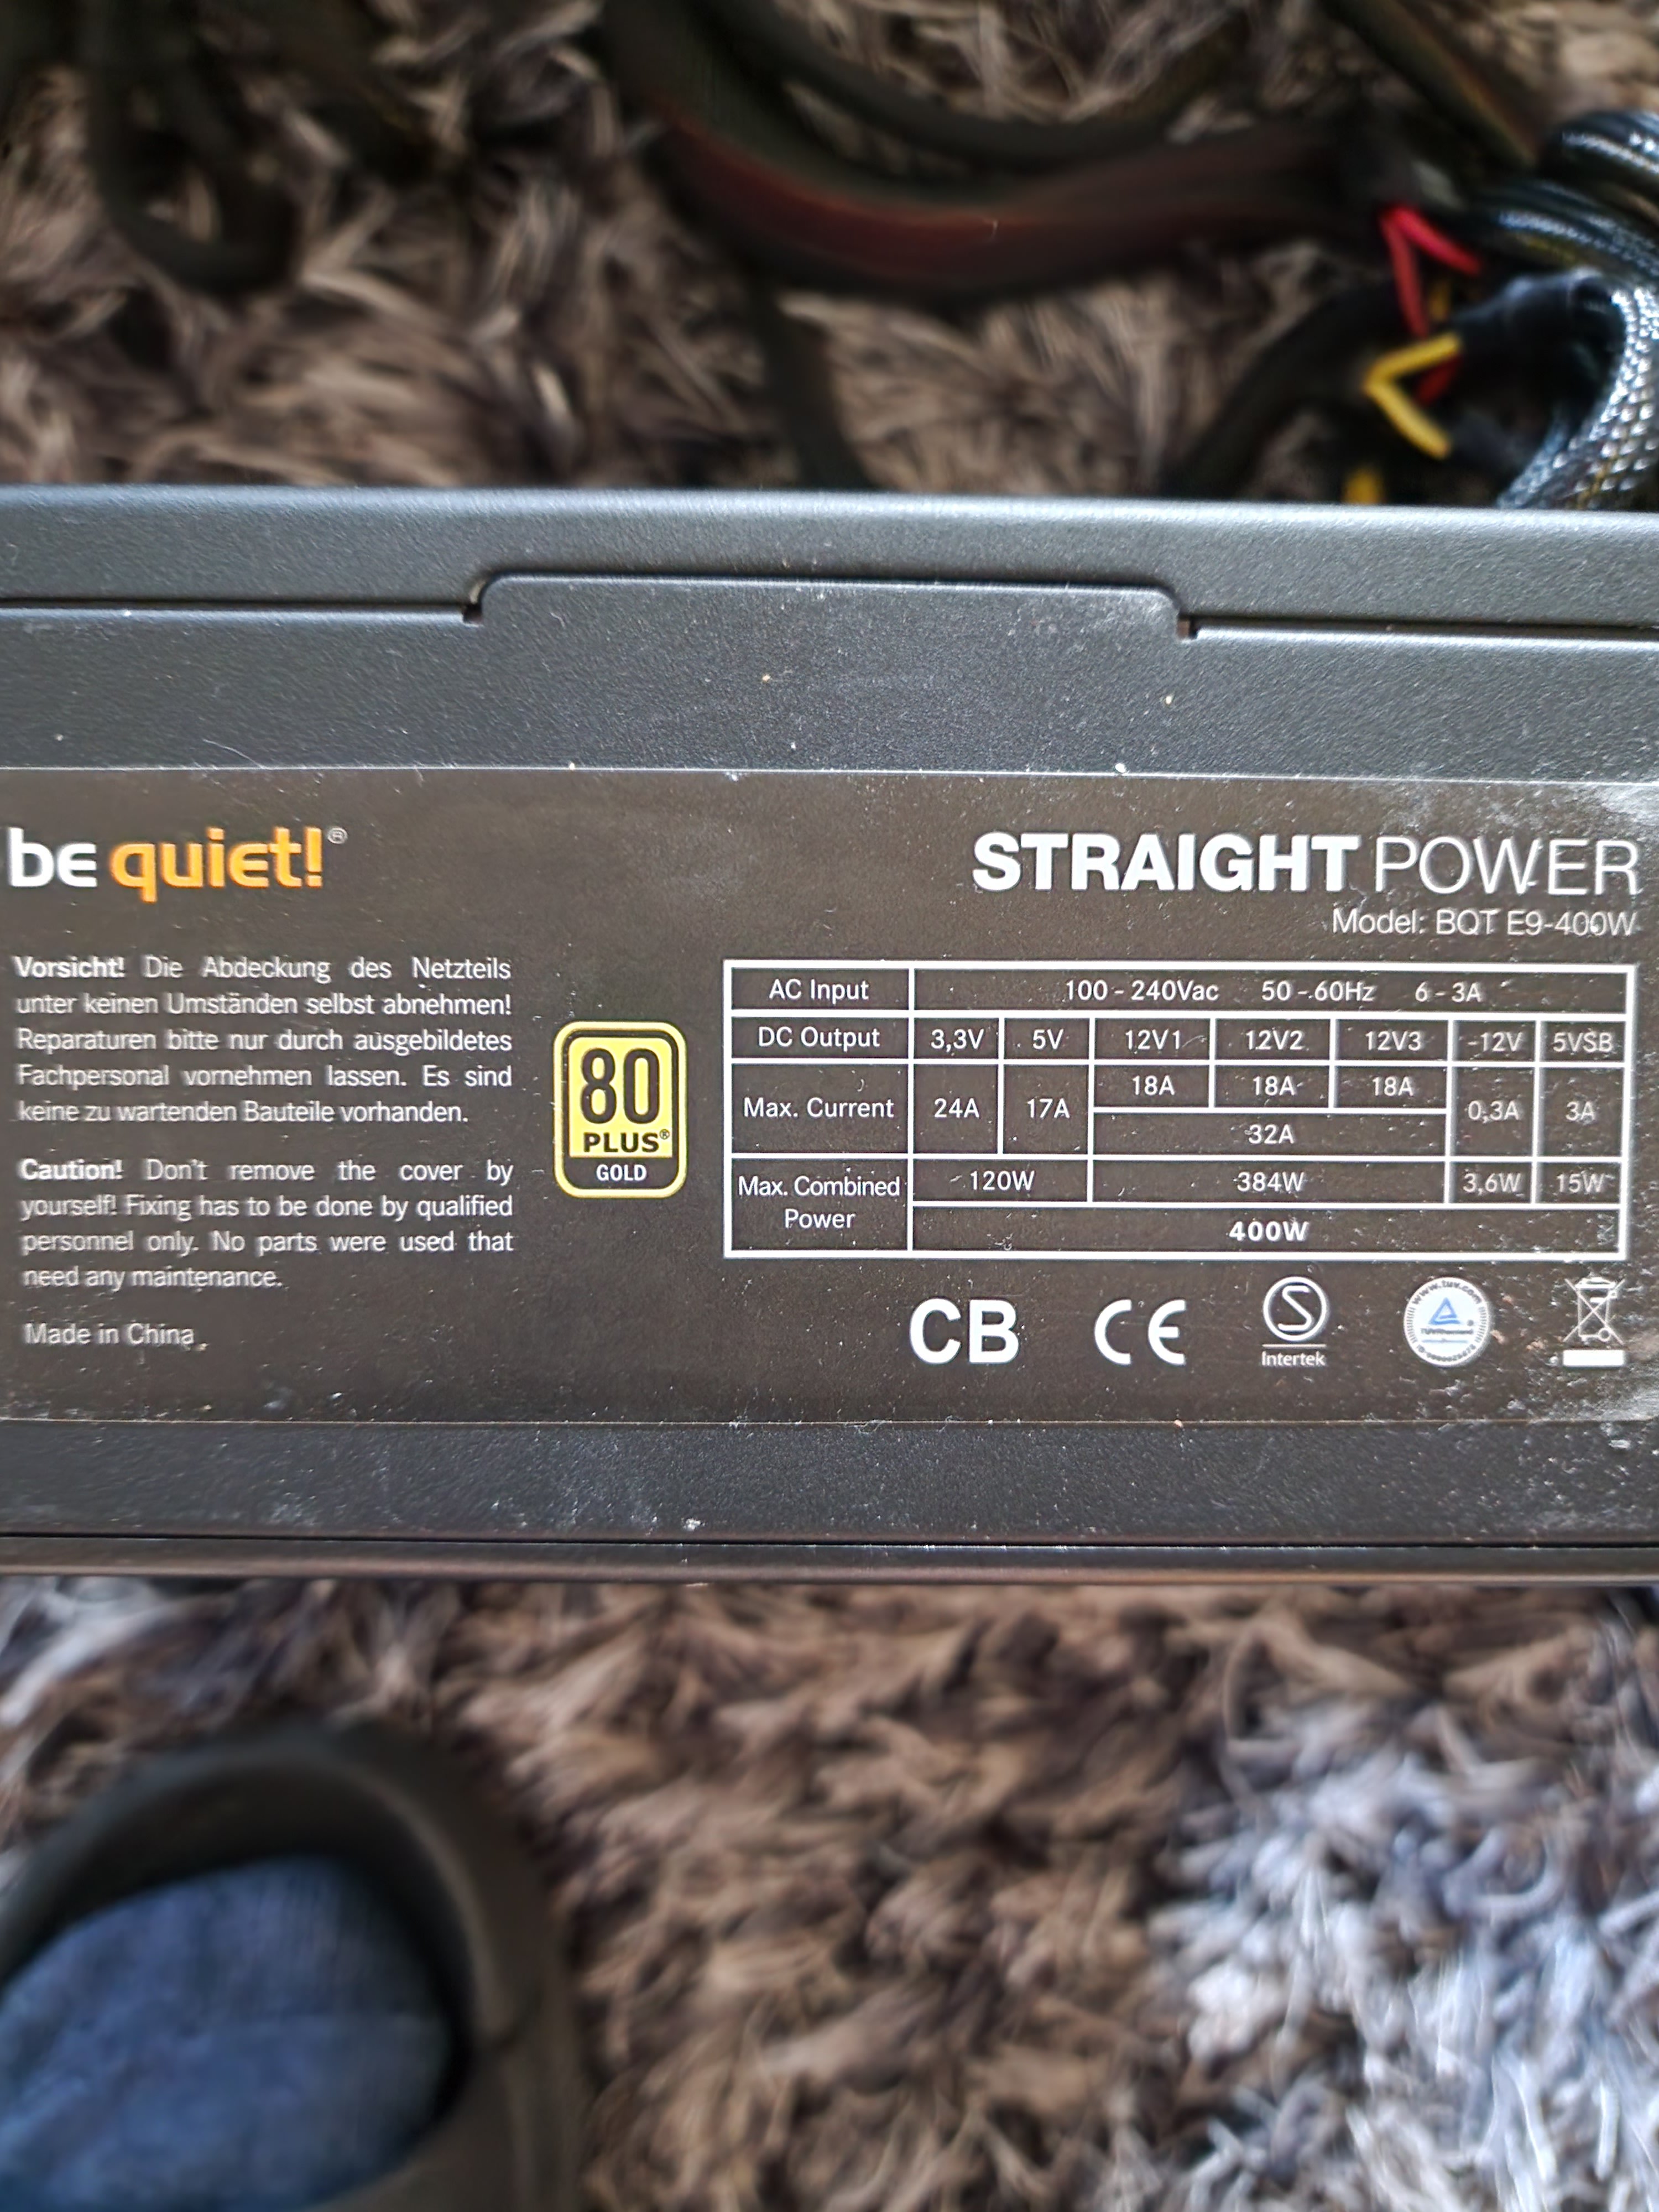 be quiet!®
STRAIGHT POWER
Model: BQT E9-400W
Vorsicht! Die Abdeckung des Netzteils
unter keinen Umständen selbst abnehmen!
Reparaturen bitte nur durch ausgebildetes
Fachpersonal vornehmen lassen. Es sind
keine zu wartenden Bauteile vorhanden.
Caution! Don't remove the cover by
yourself! Fixing has to be done by qualified
personnel only. No parts were used that
need any maintenance.
Made in China
80
PLUS®
GOLD
AC Input 100 - 240Vac 50 - 60Hz 6 - 3A
DC Output 3,3V 5V 12V1 12V2 12V3 -12V 5VSB
Max. Current 24A 17A 18A 18A 18A 0,3A 3A
32A
Max. Combined Power 120W 384W 3,6W 15W
400W
CB CE
Intertek
www.tuv.com
TÜVRheinland